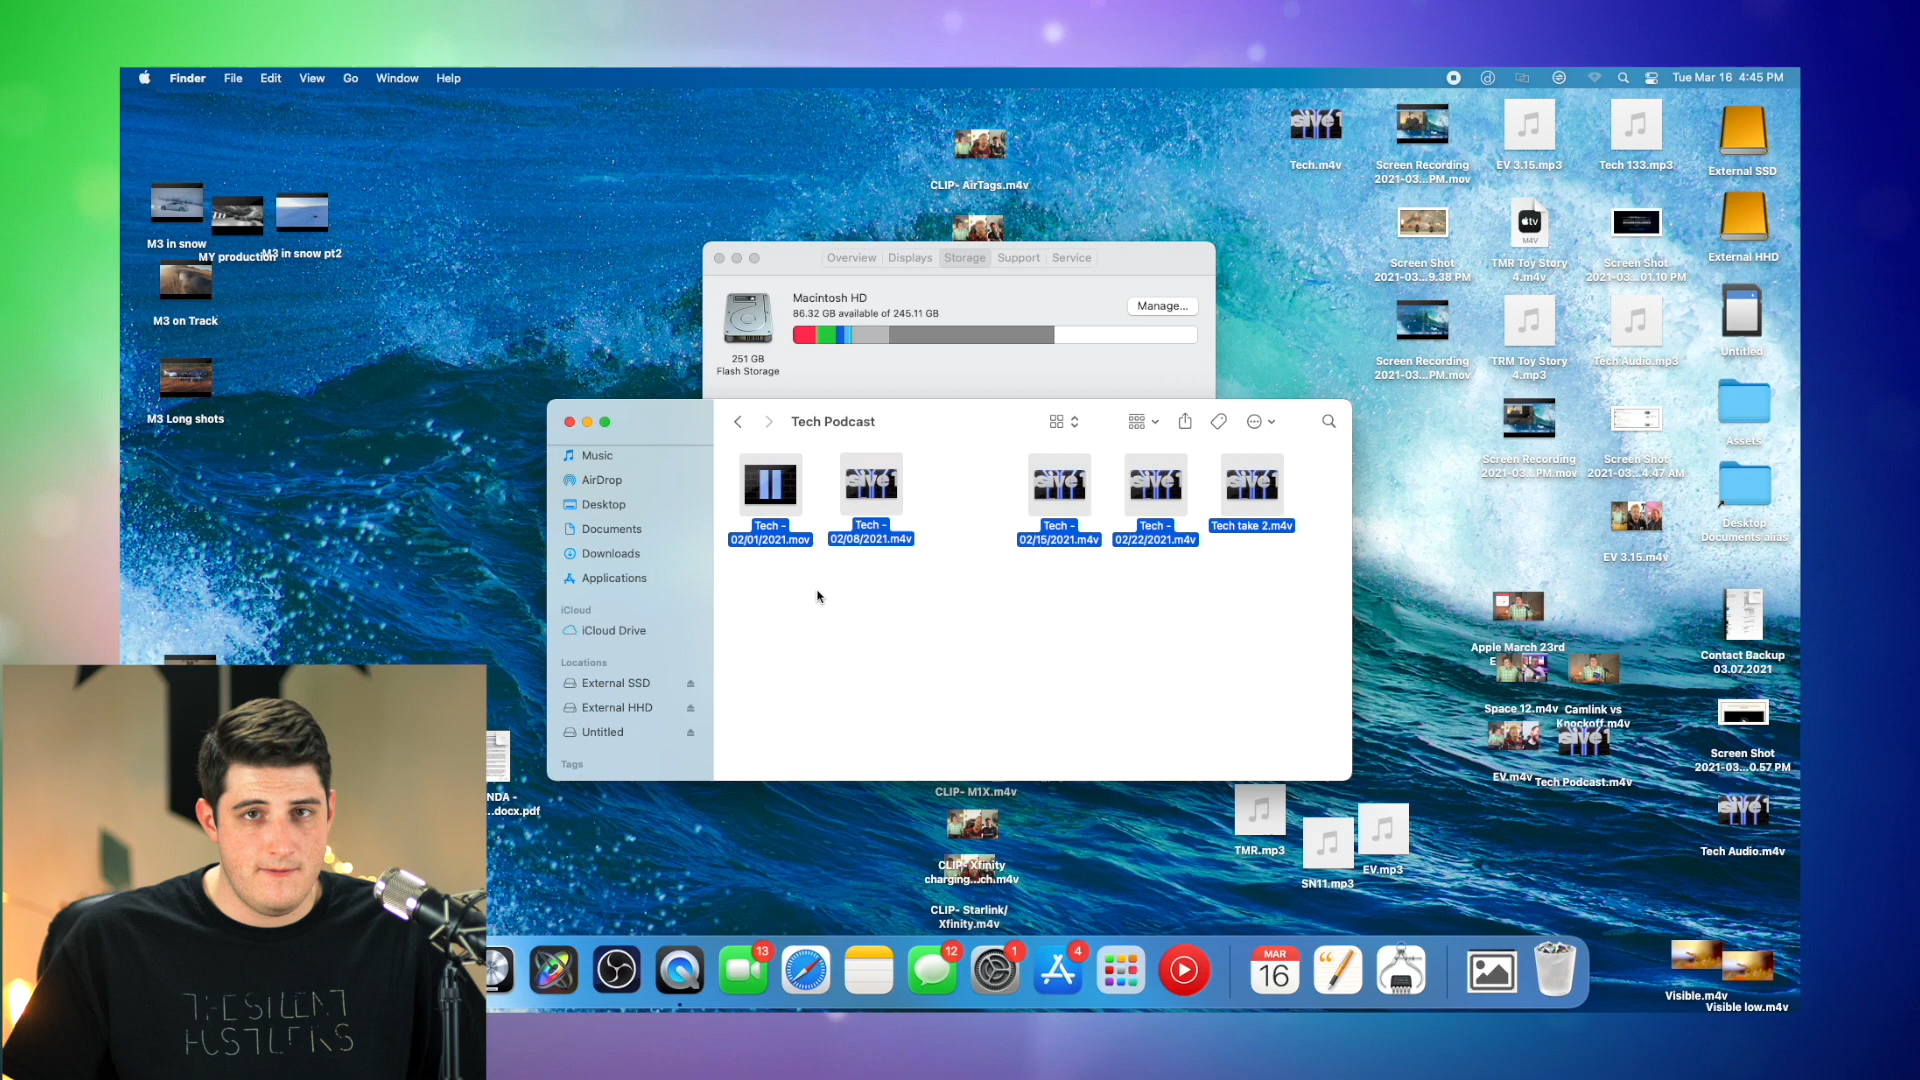 Finder File Edit View Go Window Help
Tue Mar 16 4:45 PM
CLIP- AirTags.m4v
Tech.m4v
Screen Recording
2021-03...PM.mov
EV 3.15.mp3
Tech 133.mp3
External SSD
M3 in snow
MY production
M3 in snow pt2
M3 on Track
M3 Long shots
Screen Shot
2021-03...9.38 PM
tv
M4V
TMR Toy Story
4.m4v
Screen Shot
2021-03...01.10 PM
External HHD
Overview Displays Storage Support Service
Macintosh HD
86.32 GB available of 245.11 GB
Manage...
251 GB
Flash Storage
Screen Recording
2021-03...PM.mov
TRM Toy Story
4.mp3
Tech Audio.mp3
Untitled
Tech Podcast
Music
AirDrop
Desktop
Documents
Downloads
Applications
iCloud
iCloud Drive
Locations
External SSD
External HHD
Untitled
Tags
Tech -
02/01/2021.mov
Tech -
02/08/2021.m4v
Tech -
02/15/2021.m4v
Tech -
02/22/2021.m4v
Tech take 2.m4v
Screen Recording
2021-03...PM.mov
Screen Shot
2021-03...4:47 AM
Assets
Desktop
Documents alias
EV 3.15.m4v
Apple March 23rd
E
Contact Backup
03.07.2021
Space 12.m4v
Camlink vs
Knockoff.m4v
Screen Shot
2021-03...0.57 PM
EV.m4v
Tech Podcast.m4v
Tech Audio.m4v
NDA -
...docx.pdf
CLIP- M1X.m4v
CLIP- Xfinity
charging...ch.m4v
CLIP- Starlink/
Xfinity.m4v
TMR.mp3
SN11.mp3
EV.mp3
13
12
1
4
MAR
16
Visible.m4v
Visible low.m4v
THE SILENT
HUSTLERS